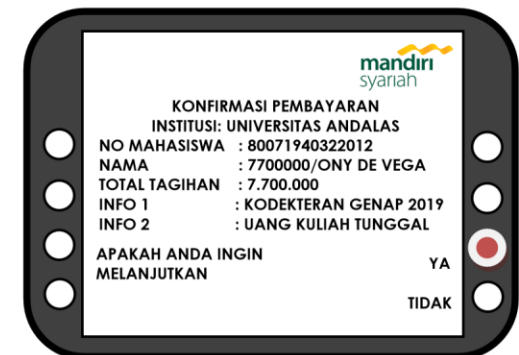 mandiri
syariah
KONFIRMASI PEMBAYARAN
INSTITUSI: UNIVERSITAS ANDALAS
NO MAHASISWA : 80071940322012
NAMA : 7700000/ONY DE VEGA
TOTAL TAGIHAN : 7.700.000
INFO 1 : KODEKTERAN GENAP 2019
INFO 2 : UANG KULIAH TUNGGAL
APAKAH ANDA INGIN
MELANJUTKAN
YA
TIDAK